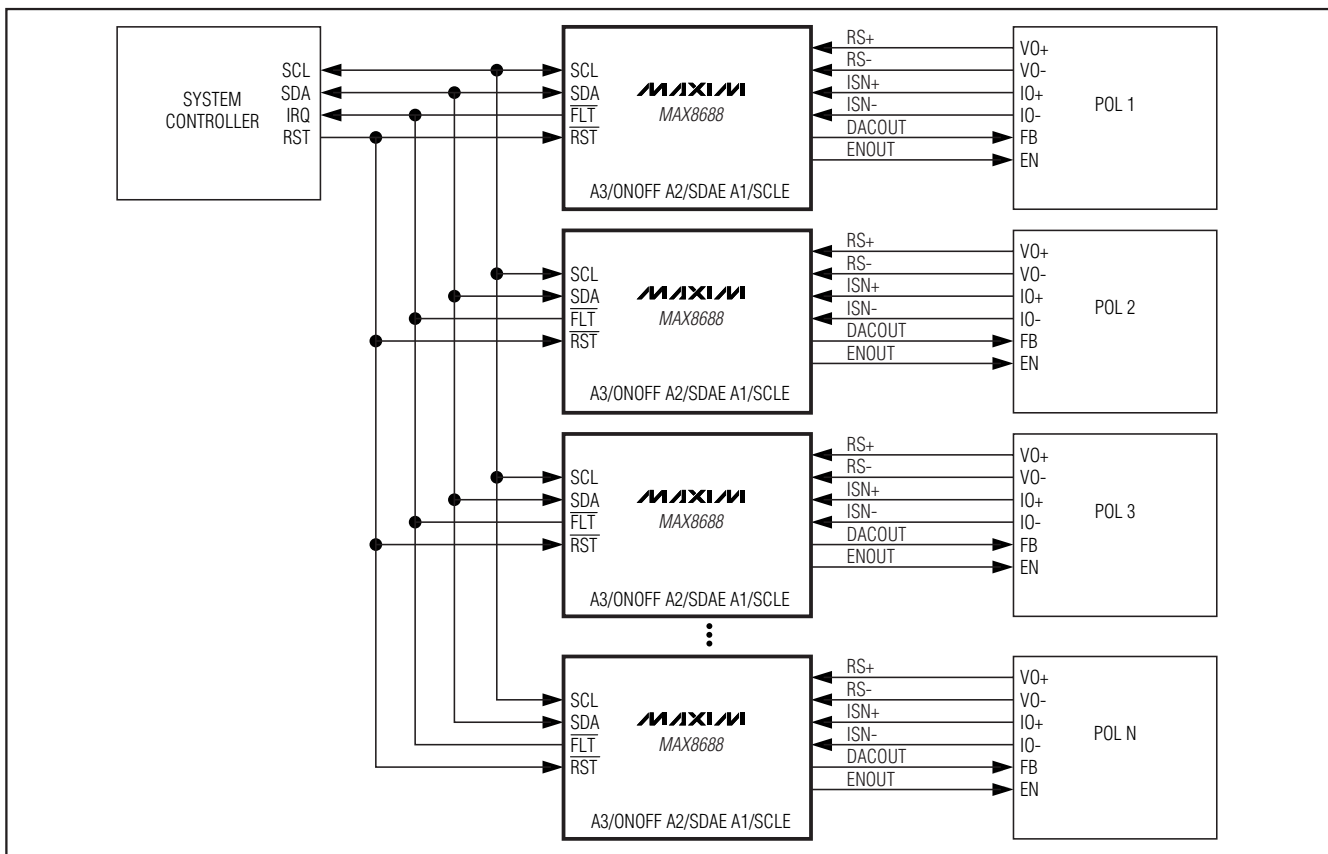 SYSTEM
CONTROLLER
SCL
SDA
IRQ
RST
SCL
SDA
FLT
RST
MAXIM
MAX8688
A3/ONOFF A2/SDAE A1/SCLE
RS+
RS-
ISN+
ISN-
DACOUT
ENOUT
VO+
VO-
IO+
IO-
FB
EN
POL 1
SCL
SDA
FLT
RST
MAXIM
MAX8688
A3/ONOFF A2/SDAE A1/SCLE
RS+
RS-
ISN+
ISN-
DACOUT
ENOUT
VO+
VO-
IO+
IO-
FB
EN
POL 2
SCL
SDA
FLT
RST
MAXIM
MAX8688
A3/ONOFF A2/SDAE A1/SCLE
RS+
RS-
ISN+
ISN-
DACOUT
ENOUT
VO+
VO-
IO+
IO-
FB
EN
POL 3
SCL
SDA
FLT
RST
MAXIM
MAX8688
A3/ONOFF A2/SDAE A1/SCLE
RS+
RS-
ISN+
ISN-
DACOUT
ENOUT
VO+
VO-
IO+
IO-
FB
EN
POL N